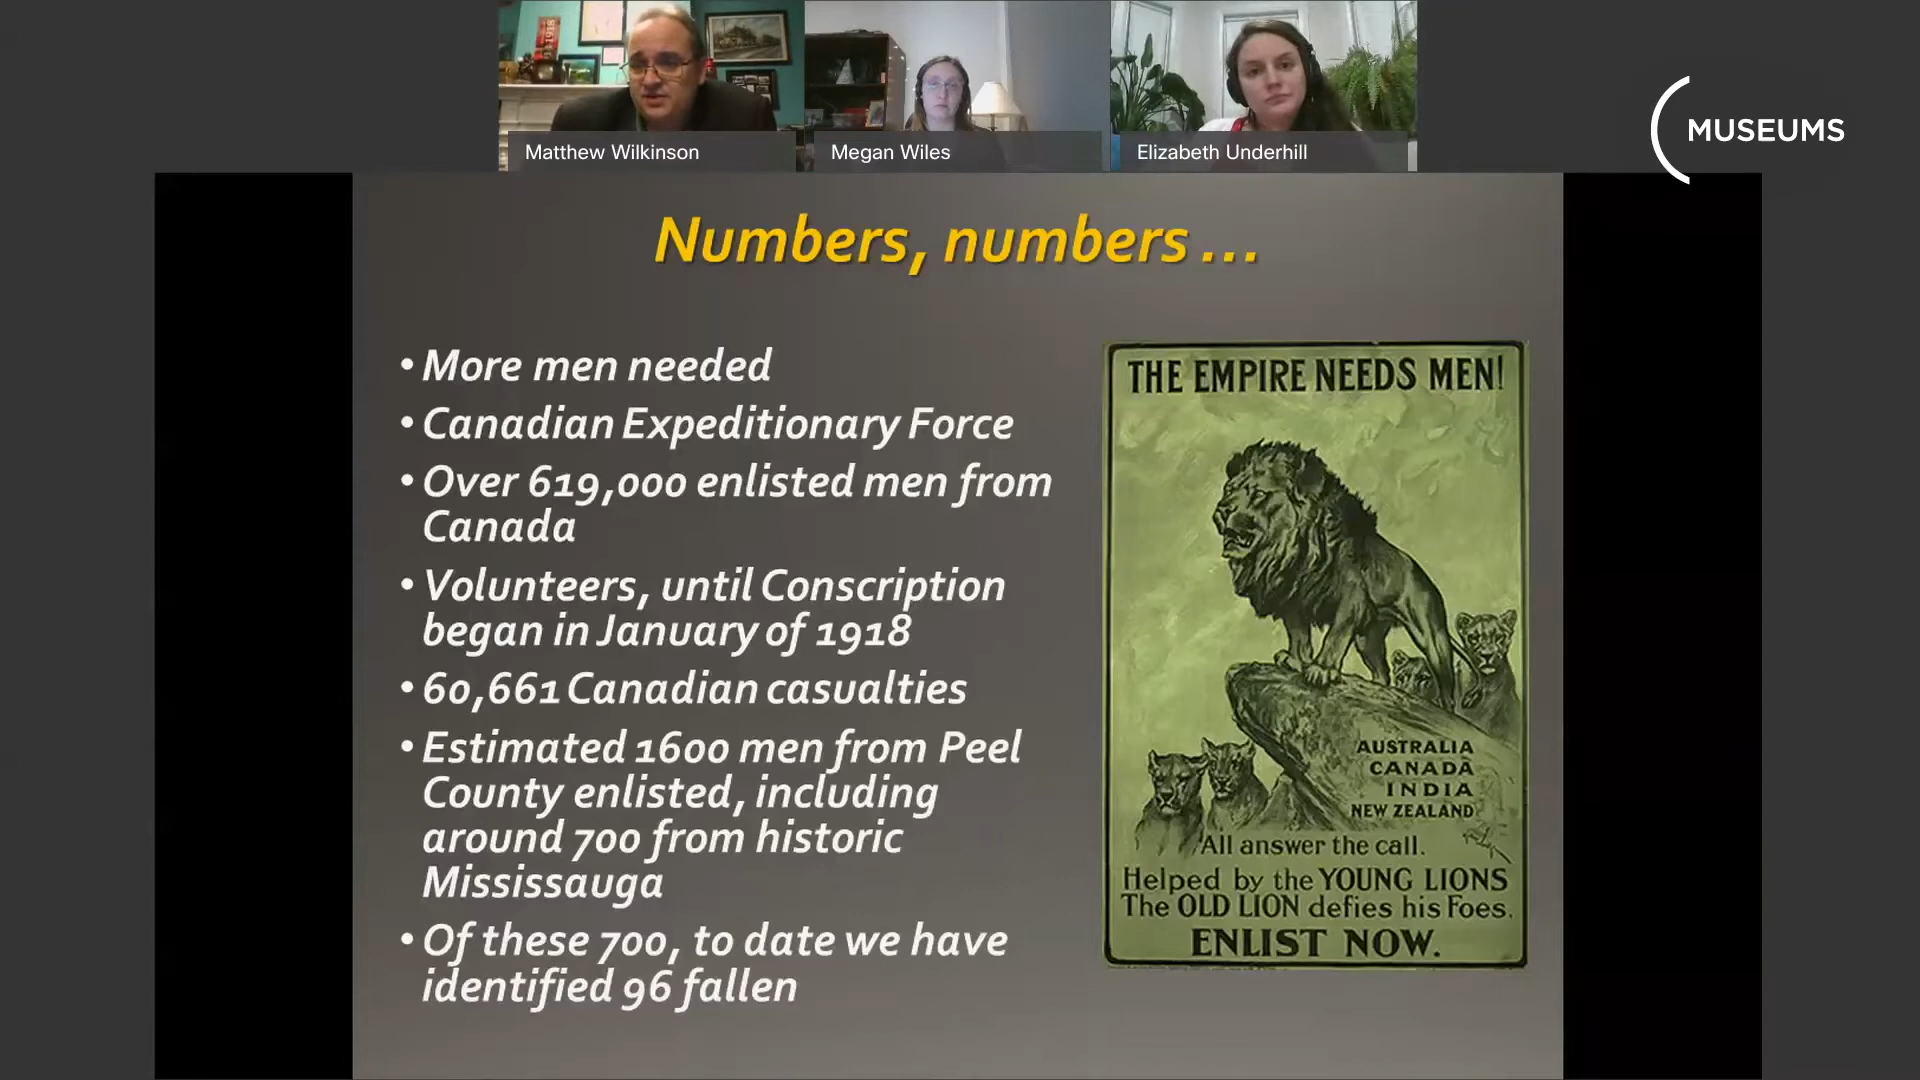 Matthew Wilkinson
Megan Wiles
Elizabeth Underhill
MUSEUMS
Numbers, numbers ...
• More men needed
• Canadian Expeditionary Force
• Over 619,000 enlisted men from
Canada
• Volunteers, until Conscription
began in January of 1918
• 60,661 Canadian casualties
• Estimated 1600 men from Peel
County enlisted, including
around 700 from historic
Mississauga
• Of these 700, to date we have
identified 96 fallen
THE EMPIRE NEEDS MEN!
AUSTRALIA
CANADA
INDIA
NEW ZEALAND
All answer the call.
Helped by the YOUNG LIONS
The OLD LION defies his Foes.
ENLIST NOW.